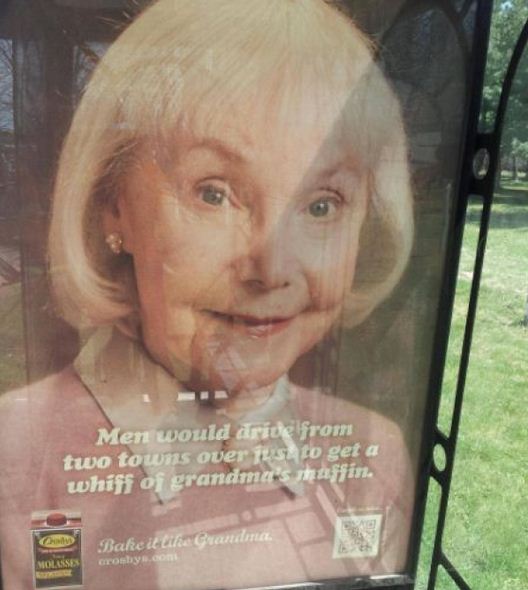 Men would drive from
two towns over just to get a
whiff of grandma's muffin.
Crosby's
MOLASSES
Bake it like Grandma.
crosbys.com